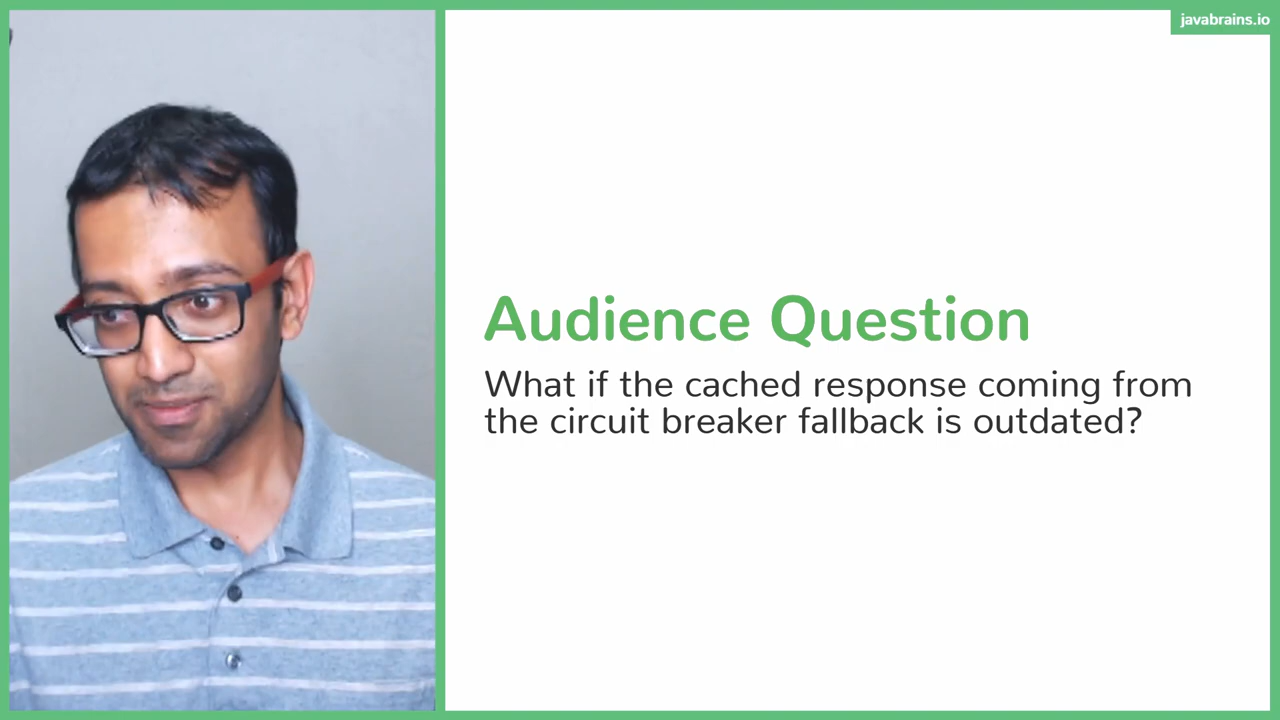 javabrains.io
Audience Question
What if the cached response coming from
the circuit breaker fallback is outdated?